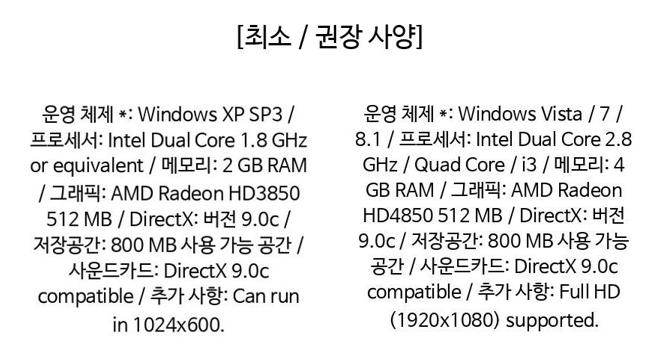 [최소 / 권장 사양]
운영 체제 *: Windows XP SP3 /
프로세서: Intel Dual Core 1.8 GHz
or equivalent / 메모리: 2 GB RAM
/ 그래픽: AMD Radeon HD3850
512 MB / DirectX: 버전 9.0c /
저장공간: 800 MB 사용 가능 공간 /
사운드카드: DirectX 9.0c
compatible / 추가 사항: Can run
in 1024x600.
운영 체제 *: Windows Vista / 7 /
8.1 / 프로세서: Intel Dual Core 2.8
GHz / Quad Core / i3 / 메모리: 4
GB RAM / 그래픽: AMD Radeon
HD4850 512 MB / DirectX: 버전
9.0c / 저장공간: 800 MB 사용 가능
공간 / 사운드카드: DirectX 9.0c
compatible / 추가 사항: Full HD
(1920x1080) supported.